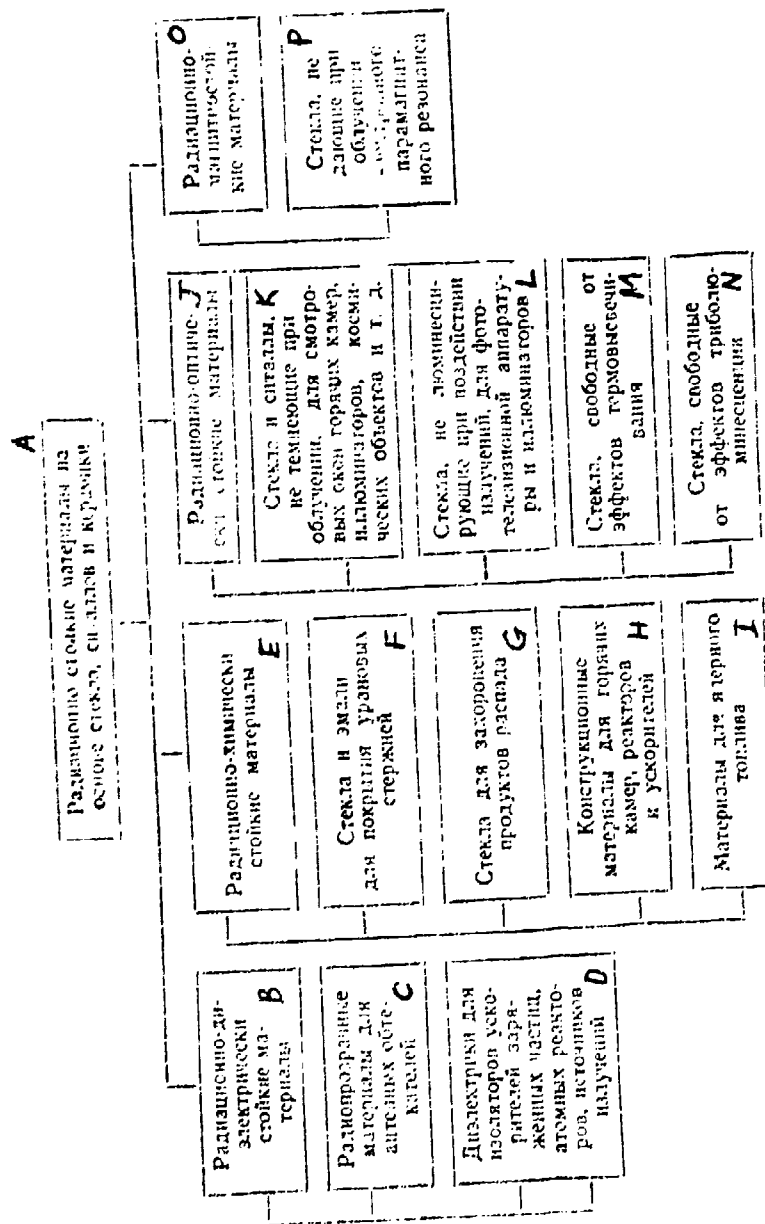 A
Радиационно стойкие материалы на
основе стекла, ситаллов и керамики
Радиационно-ди-
электрически
стойкие ма-
териалы
B
Радиопрозрачные
материалы для
антенных обте-
кателей
C
Диэлектрики для
изоляторов уско-
рителей заря-
женных частиц,
атомных реакто-
ров, источников
излучений
D
Радиационно-химически
стойкие материалы
E
Стекла и эмали
для покрытия урановых
стержней
F
Стекла для захоронения
продуктов распада
G
Конструкционные
материалы для горячих
камер, реакторов
и ускорителей
H
Материалы для ядерного
топлива
I
Радиационно-оптиче-
ски стойкие материалы
J
Стекла и ситаллы,
не темнеющие при
облучении, для смотро-
вых окон горячих камер,
иллюминаторов, косми-
ческих объектов и т. д.
K
Стекла, не люминесци-
рующие при воздействии
излучений, для фото-
телевизионной аппарату-
ры и иллюминаторов
L
Стекла, свободные от
эффектов термовысвечи-
вания
M
Стекла, свободные
от эффектов триболю-
минесценции
N
Радиационно-
магнитостой-
кие материалы
O
Стекла, не
дающие при
облучении
парамагнит-
ного резонанса
P